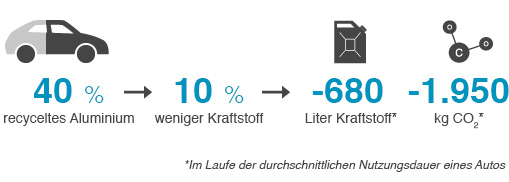 O
C
O
40 % 10 % -680 -1.950
recyceltes Aluminium weniger Kraftstoff Liter Kraftstoff* kg CO₂*
*Im Laufe der durchschnittlichen Nutzungsdauer eines Autos